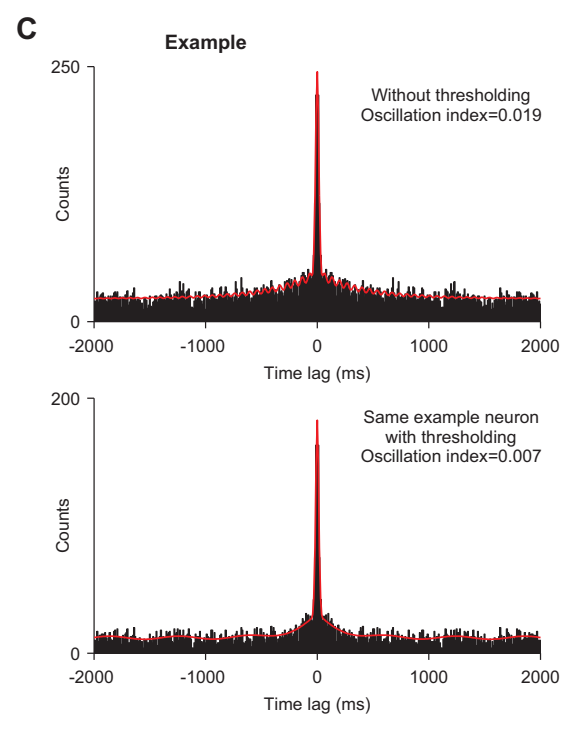 C
Example
250
Without thresholding
Oscillation index=0.019
Counts
0
-2000 -1000 0 1000 2000
Time lag (ms)
200
Same example neuron
with thresholding
Oscillation index=0.007
Counts
0
-2000 -1000 0 1000 2000
Time lag (ms)